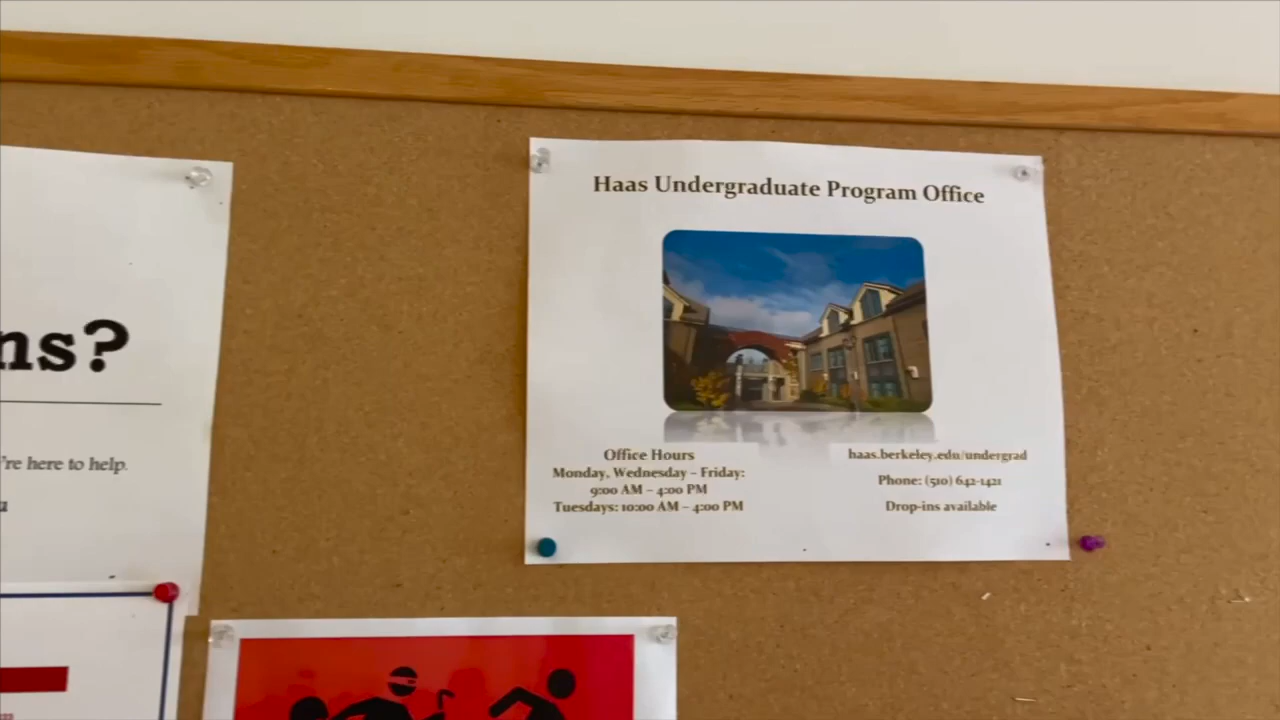 Haas Undergraduate Program Office
ns?
're here to help.
Office Hours
Monday, Wednesday – Friday:
9:00 AM – 4:00 PM
Tuesdays: 10:00 AM – 4:00 PM
haas.berkeley.edu/undergrad
Phone: (510) 642-1421
Drop-ins available